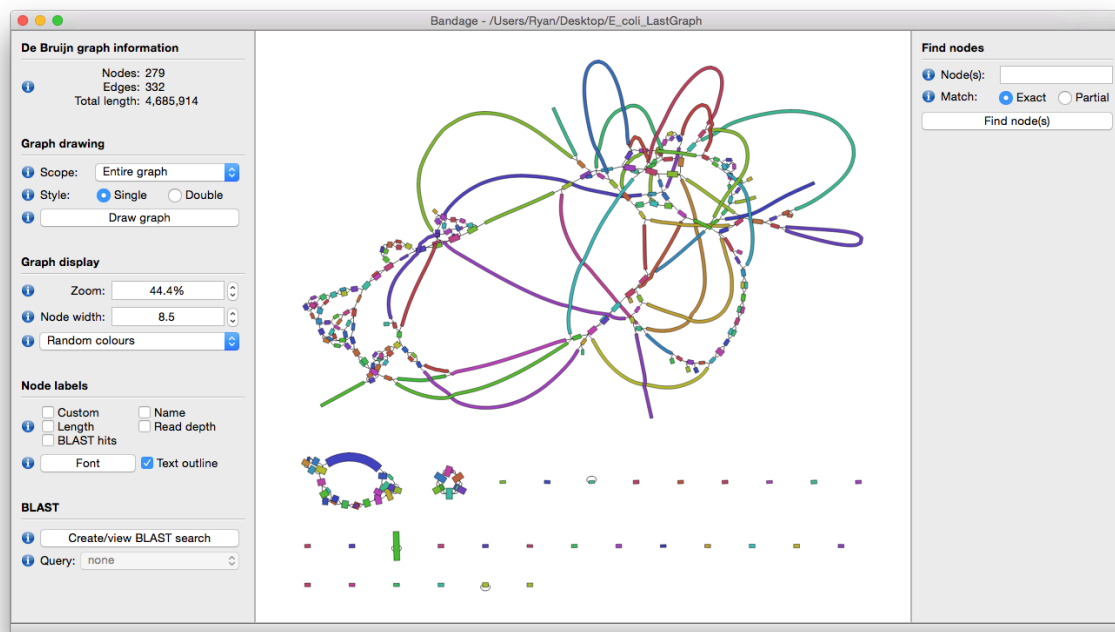 Bandage - /Users/Ryan/Desktop/E_coli_LastGraph
De Bruijn graph information
Nodes: 279
Edges: 332
Total length: 4,685,914
Graph drawing
Scope: Entire graph
Style: Single Double
Draw graph
Graph display
Zoom: 44.4%
Node width: 8.5
Random colours
Node labels
Custom Name
Length Read depth
BLAST hits
Font Text outline
BLAST
Create/view BLAST search
Query: none
Find nodes
Node(s):
Match: Exact Partial
Find node(s)